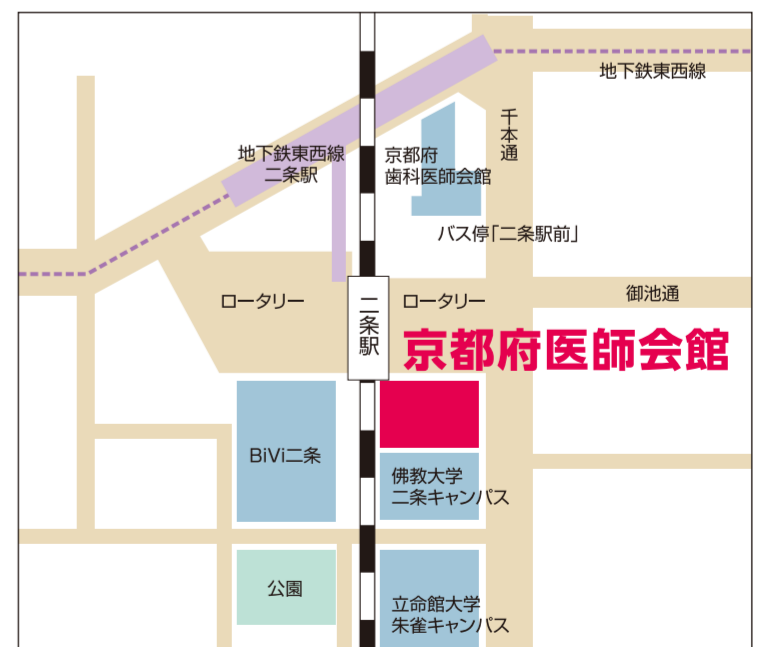 地下鉄東西線
千本通
地下鉄東西線
二条駅
京都府
歯科医師会館
バス停「二条駅前」
ロータリー
二条駅
ロータリー
御池通
京都府医師会館
BiVi二条
佛教大学
二条キャンパス
公園
立命館大学
朱雀キャンパス